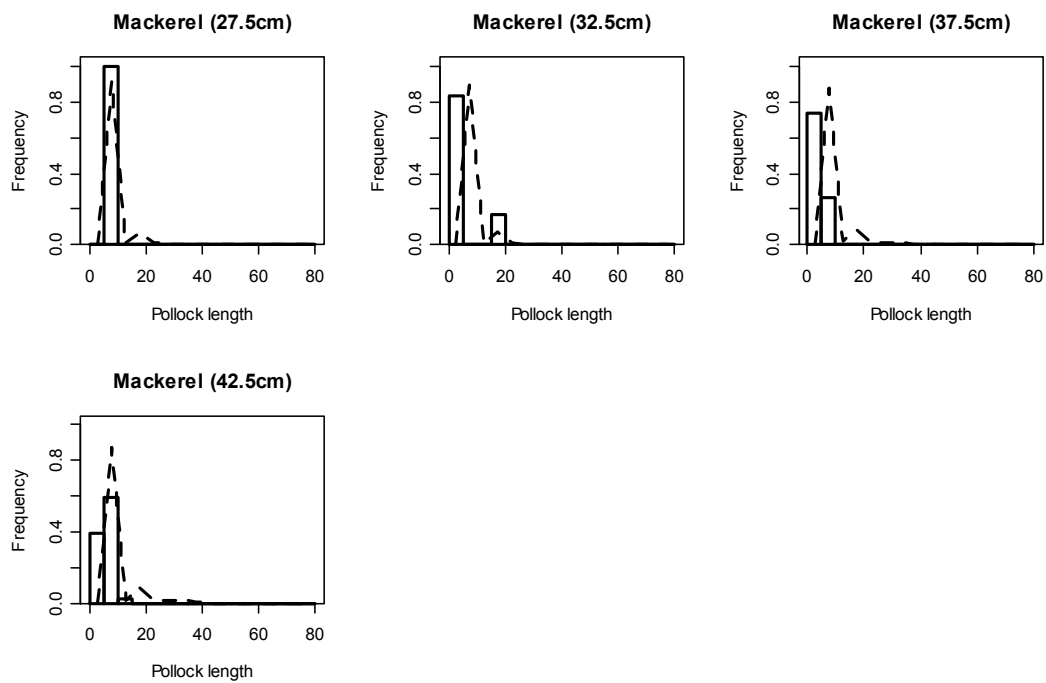 Mackerel (27.5cm)
Frequency
0.0 0.4 0.8
0 20 40 60 80
Pollock length
Mackerel (32.5cm)
Frequency
0.0 0.4 0.8
0 20 40 60 80
Pollock length
Mackerel (37.5cm)
Frequency
0.0 0.4 0.8
0 20 40 60 80
Pollock length
Mackerel (42.5cm)
Frequency
0.0 0.4 0.8
0 20 40 60 80
Pollock length